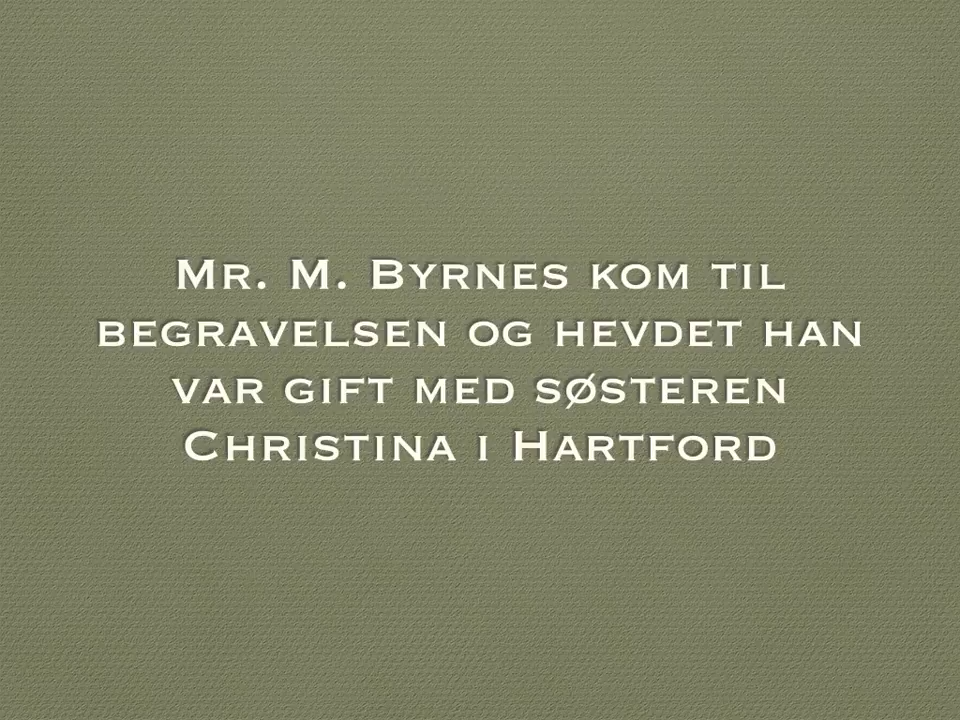 Mr. M. Byrnes kom til
begravelsen og hevdet han
var gift med søsteren
Christina i Hartford